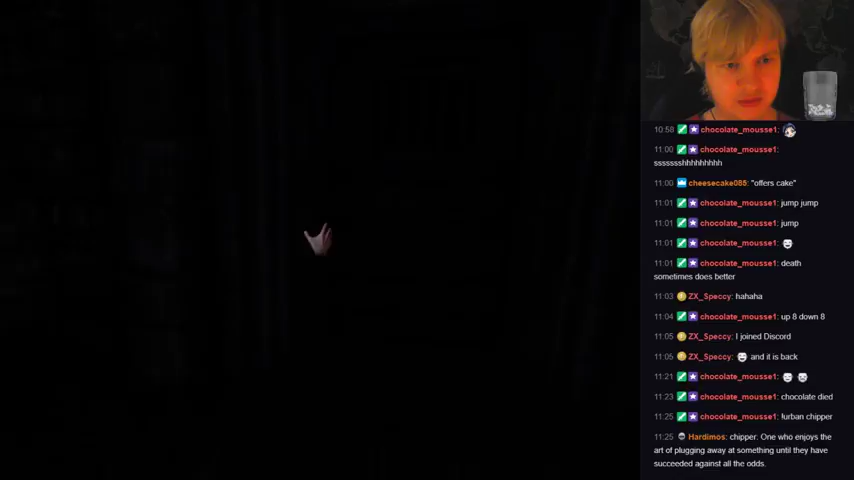 10:58 chocolate_mousse1:
11:00 chocolate_mousse1:
ssssssshhhhhhhhh
11:00 cheesecake085: "offers cake"
11:01 chocolate_mousse1: jump jump
11:01 chocolate_mousse1: jump
11:01 chocolate_mousse1:
11:01 chocolate_mousse1: death
sometimes does better
11:03 ZX_Speccy: hahaha
11:04 chocolate_mousse1: up 8 down 8
11:05 ZX_Speccy: I joined Discord
11:05 ZX_Speccy: and it is back
11:21 chocolate_mousse1:
11:23 chocolate_mousse1: chocolate died
11:25 chocolate_mousse1: !urban chipper
11:25 Hardimos: chipper. One who enjoys the
art of plugging away at something until they have
succeeded against all the odds.